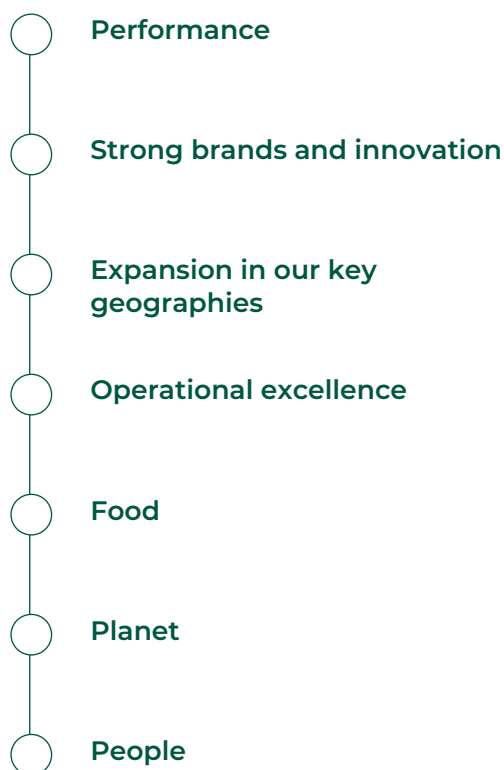 Performance
Strong brands and innovation
Expansion in our key
geographies
Operational excellence
Food
Planet
People